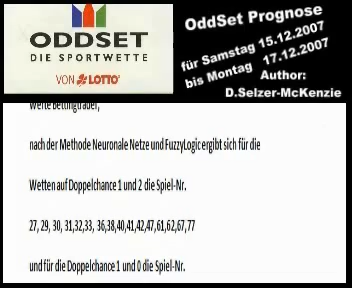 ODDSET
DIE SPORTWETTE
VON LOTTO
OddSet Prognose
für Samstag 15.12.2007
bis Montag 17.12.2007
Author:
D.Selzer-McKenzie
Werte Bettingtrader,
nach der Methode Neuronale Netze und FuzzyLogic ergibt sich für die
Wetten auf Doppelchance 1 und 2 die Spiel-Nr.
27, 29, 30, 31,32,33, 36,38,40,41,42,47,61,62,67,77
und für die Doppelchance 1 und 0 die Spiel-Nr.